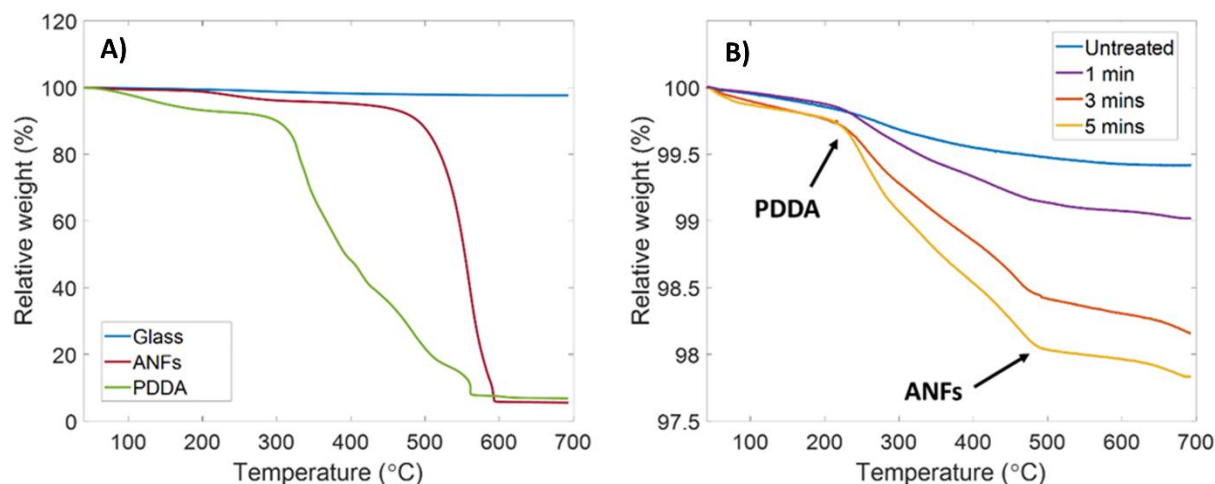 A)
Relative weight (%)
120
100
80
60
40
20
0
Glass
ANFs
PDDA
100 200 300 400 500 600 700
Temperature (°C)
B)
Relative weight (%)
100
99.5
99
98.5
98
97.5
Untreated
1 min
3 mins
5 mins
PDDA
ANFs
100 200 300 400 500 600 700
Temperature (°C)